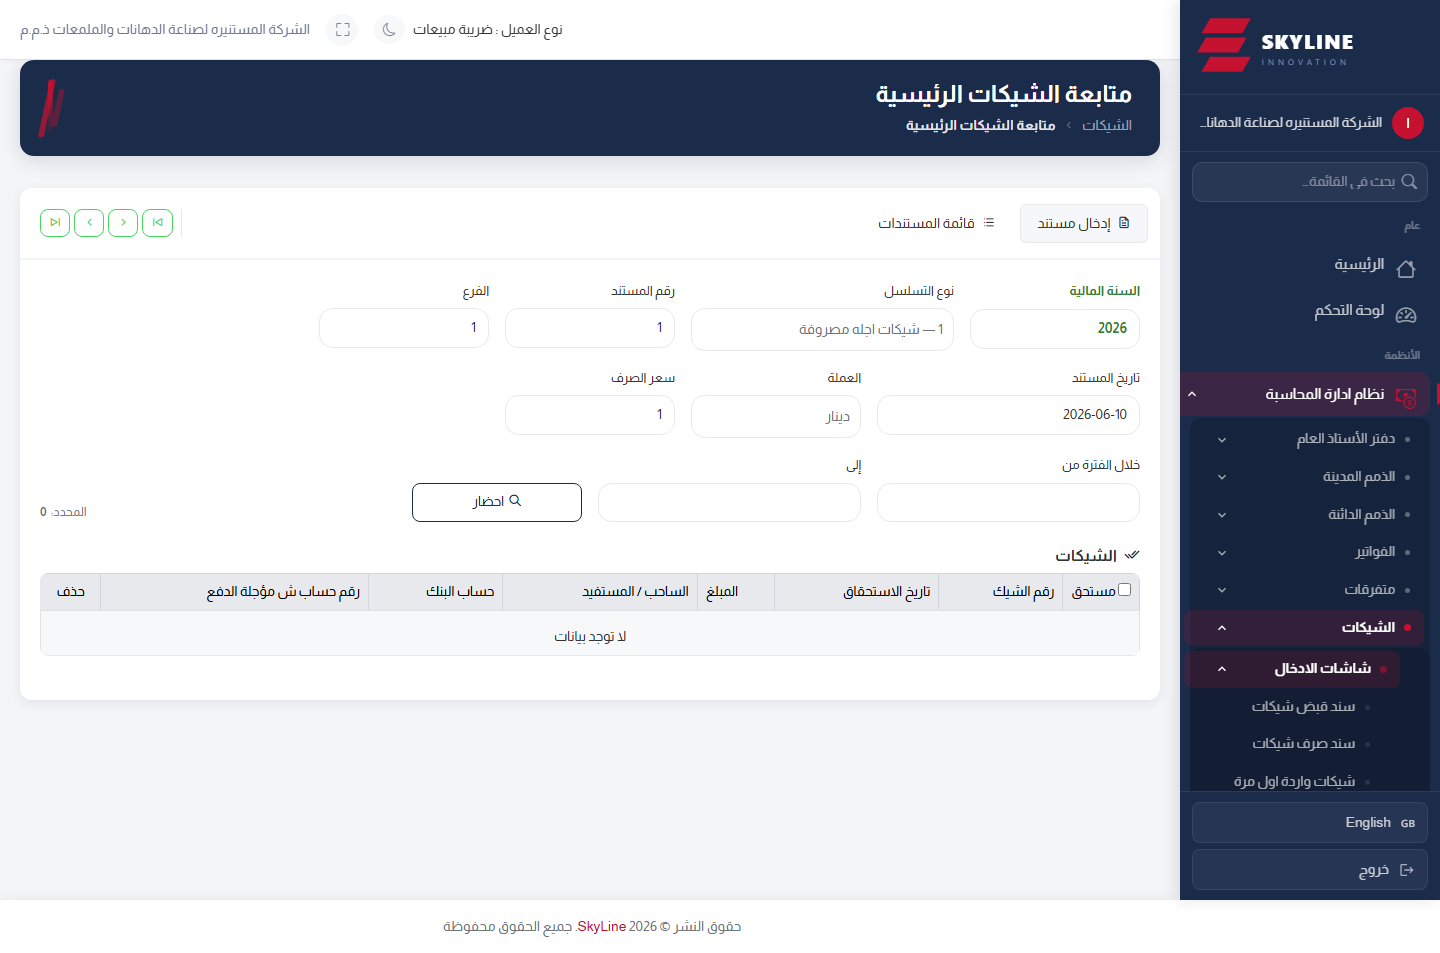 SKYLINE
INNOVATION
الشركة المستنيره لصناعة الدهانا...
ا
بحث في القائمة...
عام
الرئيسية
لوحة التحكم
الأنظمة
نظام ادارة المحاسبة
دفتر الأستاذ العام
الذمم المدينة
الذمم الدائنة
الفواتير
متفرقات
الشيكات
شاشات الادخال
سند قبض شيكات
سند صرف شيكات
شيكات واردة اول مرة
GB English
خروج
نوع العميل : ضريبة مبيعات
الشركة المستنيره لصناعة الدهانات والملمعات ذ.م.م
متابعة الشيكات الرئيسية
الشيكات › متابعة الشيكات الرئيسية
إدخال مستند
قائمة المستندات
السنة المالية نوع التسلسل رقم المستند الفرع
2026 1 — شيكات اجله مصروفة 1 1
تاريخ المستند العملة سعر الصرف
2026-06-10 دينار 1
خلال الفترة من إلى
احضار
المحدد: 0
الشيكات
مستحق رقم الشيك تاريخ الاستحقاق المبلغ الساحب / المستفيد حساب البنك رقم حساب ش مؤجلة الدفع حذف
لا توجد بيانات
حقوق النشر © 2026 SkyLine. جميع الحقوق محفوظة